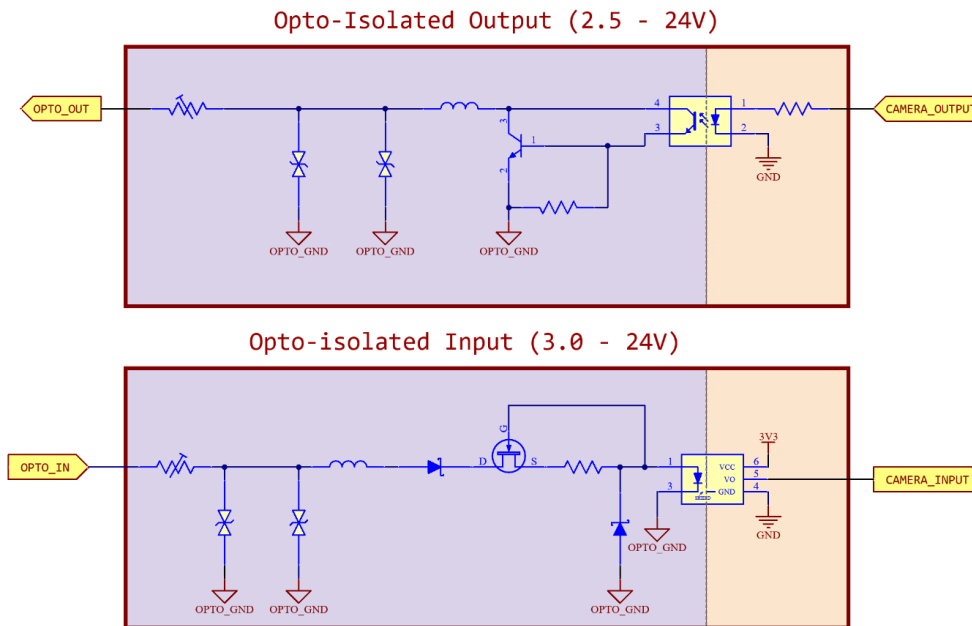 Opto-Isolated Output (2.5 - 24V)
OPTO_OUT
4
1
CAMERA_OUTPUT
3
1
3
2
2
GND
OPTO_GND
OPTO_GND
OPTO_GND
Opto-isolated Input (3.0 - 24V)
G
3V3
OPTO_IN
D
S
1
VCC
6
VO
5
CAMERA_INPUT
3
GND
4
OPTO_GND
GND
OPTO_GND
OPTO_GND
OPTO_GND